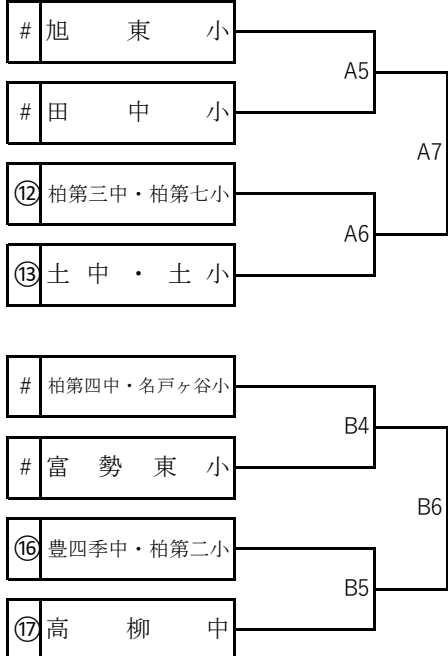 # 旭東小
A5
# 田中小
A7
⑫ 柏第三中・柏第七小
A6
⑬ 土中・土小
# 柏第四中・名戸ヶ谷小
B4
# 富勢東小
B6
⑯ 豊四季中・柏第二小
B5
⑰ 高柳中